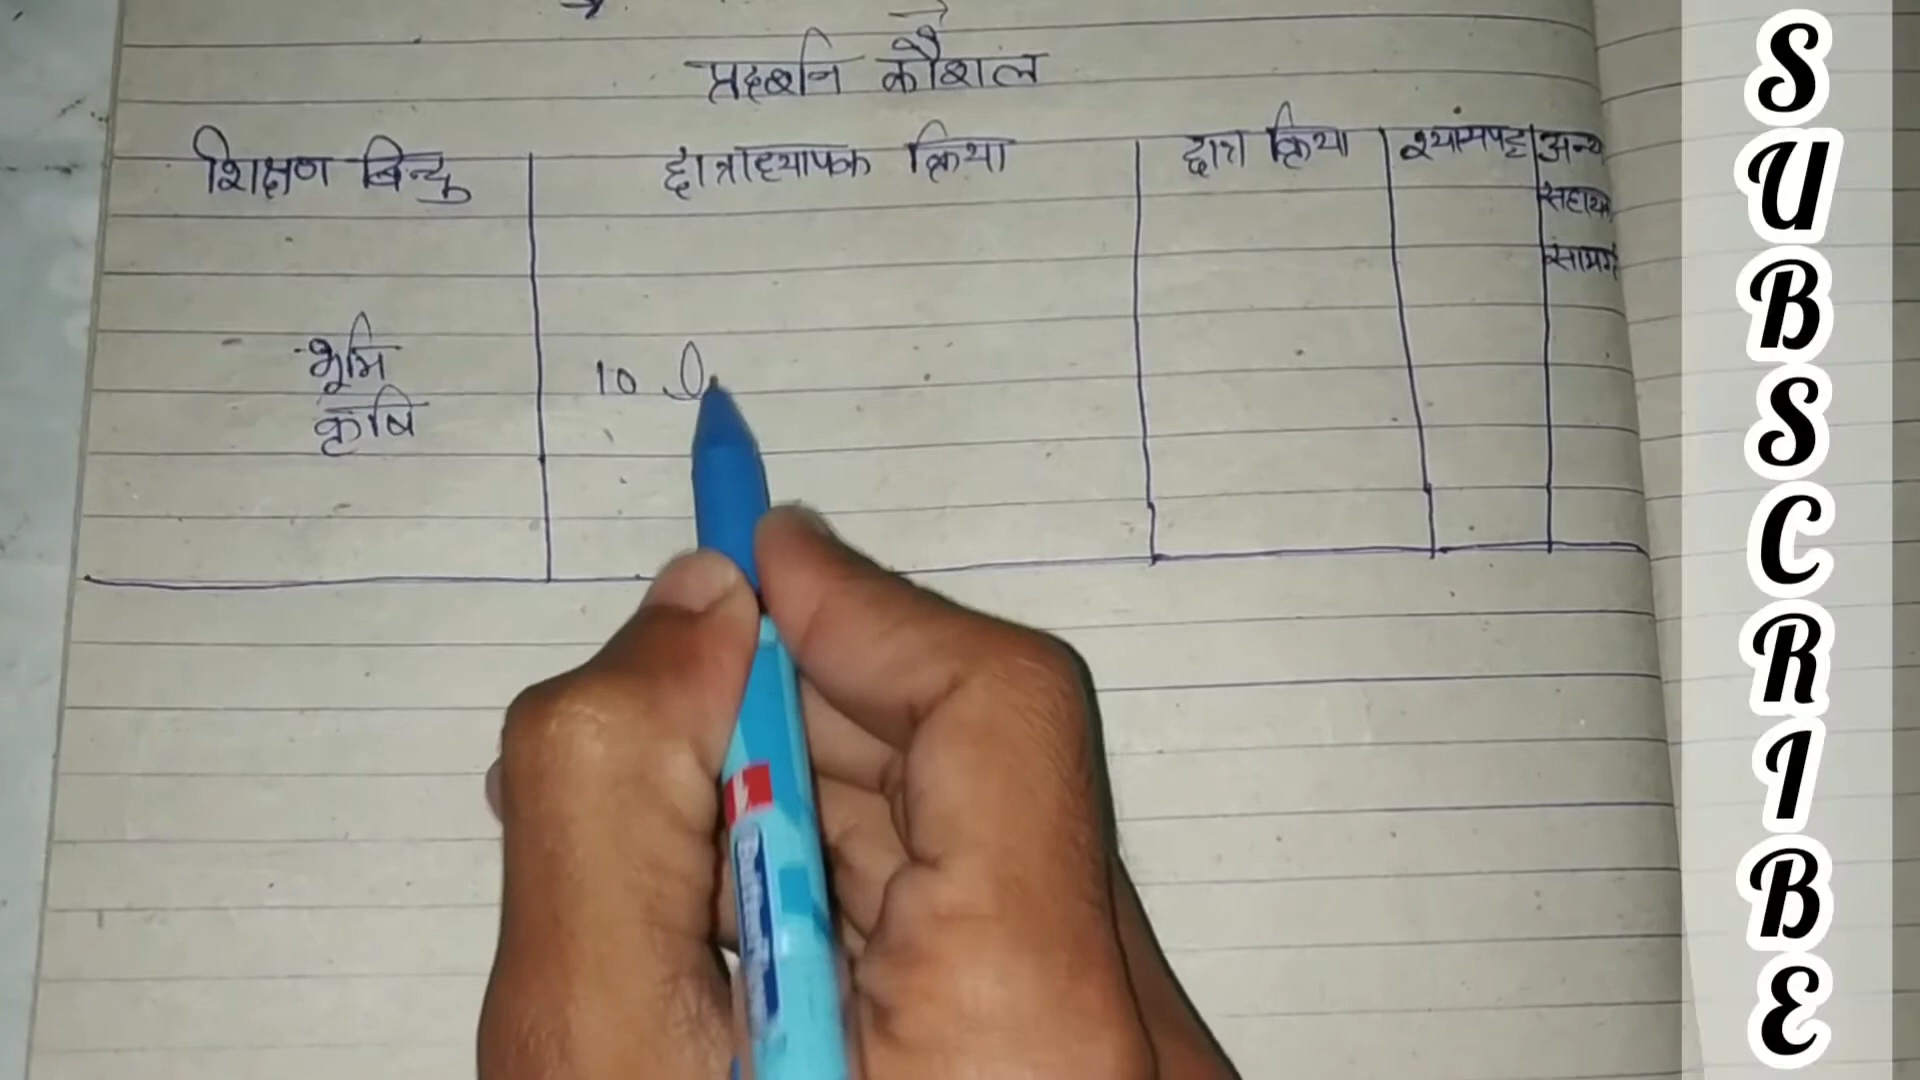 प्रदर्शन कौशल
शिक्षण बिन्दु छात्राध्यापक क्रिया छात्र क्रिया श्यामपट्ट अन्य
सहायक
सामग्री
भूमि
10
कृषि
SUBSCRIBE